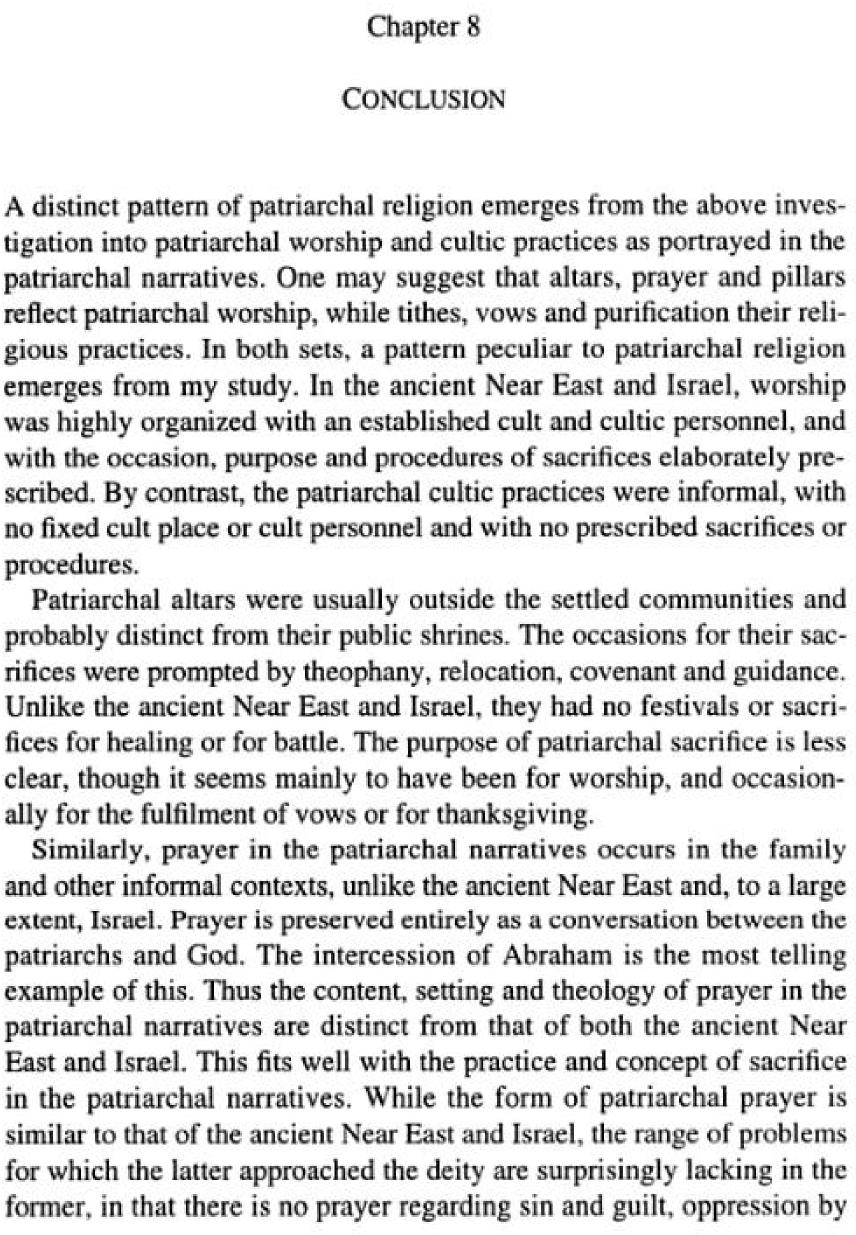 Chapter 8
CONCLUSION
A distinct pattern of patriarchal religion emerges from the above inves-
tigation into patriarchal worship and cultic practices as portrayed in the
patriarchal narratives. One may suggest that altars, prayer and pillars
reflect patriarchal worship, while tithes, vows and purification their reli-
gious practices. In both sets, a pattern peculiar to patriarchal religion
emerges from my study. In the ancient Near East and Israel, worship
was highly organized with an established cult and cultic personnel, and
with the occasion, purpose and procedures of sacrifices elaborately pre-
scribed. By contrast, the patriarchal cultic practices were informal, with
no fixed cult place or cult personnel and with no prescribed sacrifices or
procedures.
Patriarchal altars were usually outside the settled communities and
probably distinct from their public shrines. The occasions for their sac-
rifices were prompted by theophany, relocation, covenant and guidance.
Unlike the ancient Near East and Israel, they had no festivals or sacri-
fices for healing or for battle. The purpose of patriarchal sacrifice is less
clear, though it seems mainly to have been for worship, and occasion-
ally for the fulfilment of vows or for thanksgiving.
Similarly, prayer in the patriarchal narratives occurs in the family
and other informal contexts, unlike the ancient Near East and, to a large
extent, Israel. Prayer is preserved entirely as a conversation between the
patriarchs and God. The intercession of Abraham is the most telling
example of this. Thus the content, setting and theology of prayer in the
patriarchal narratives are distinct from that of both the ancient Near
East and Israel. This fits well with the practice and concept of sacrifice
in the patriarchal narratives. While the form of patriarchal prayer is
similar to that of the ancient Near East and Israel, the range of problems
for which the latter approached the deity are surprisingly lacking in the
former, in that there is no prayer regarding sin and guilt, oppression by